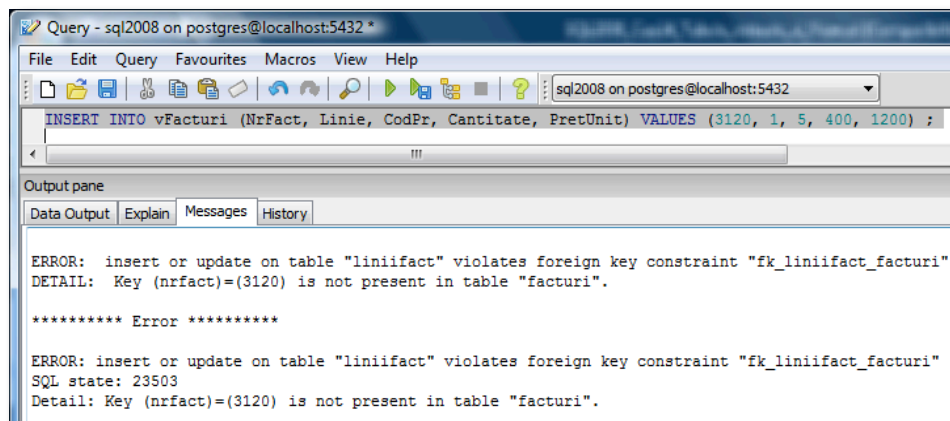 Query - sql2008 on postgres@localhost:5432 *
File Edit Query Favourites Macros View Help
sql2008 on postgres@localhost:5432
INSERT INTO vFacturi (NrFact, Linie, CodPr, Cantitate, PretUnit) VALUES (3120, 1, 5, 400, 1200) ;
Output pane
Data Output Explain Messages History
ERROR:  insert or update on table "liniifact" violates foreign key constraint "fk_liniifact_facturi"
DETAIL:  Key (nrfact)=(3120) is not present in table "facturi".
********** Error **********
ERROR: insert or update on table "liniifact" violates foreign key constraint "fk_liniifact_facturi"
SQL state: 23503
Detail: Key (nrfact)=(3120) is not present in table "facturi".